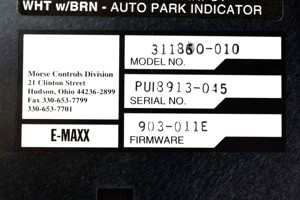 WHT w/BRN - AUTO PARK INDICATOR
Morse Controls Division
21 Clinton Street
Hudson, Ohio 44236-2899
Fax 330-653-7799
330-653-7701
E-MAXX
311860-010
MODEL NO.
PUI8913-045
SERIAL NO.
903-011E
FIRMWARE